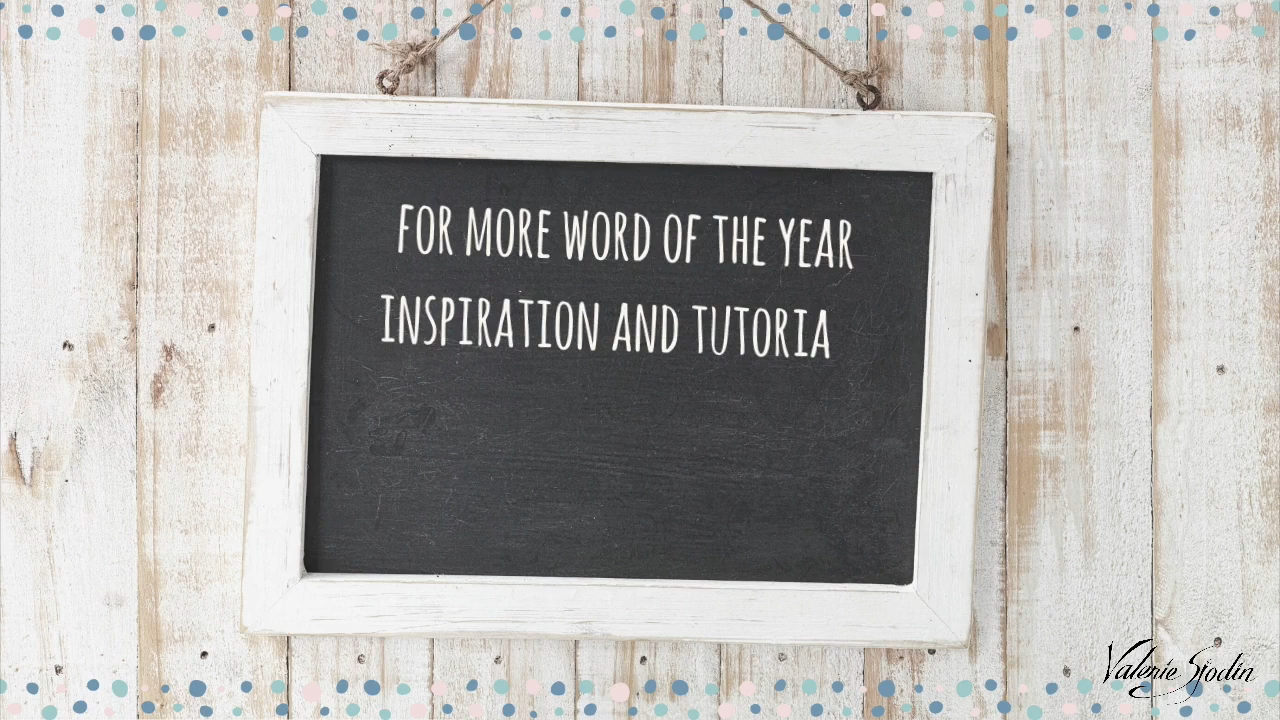 FOR MORE WORD OF THE YEAR
INSPIRATION AND TUTORIA
Valerie Sjodin